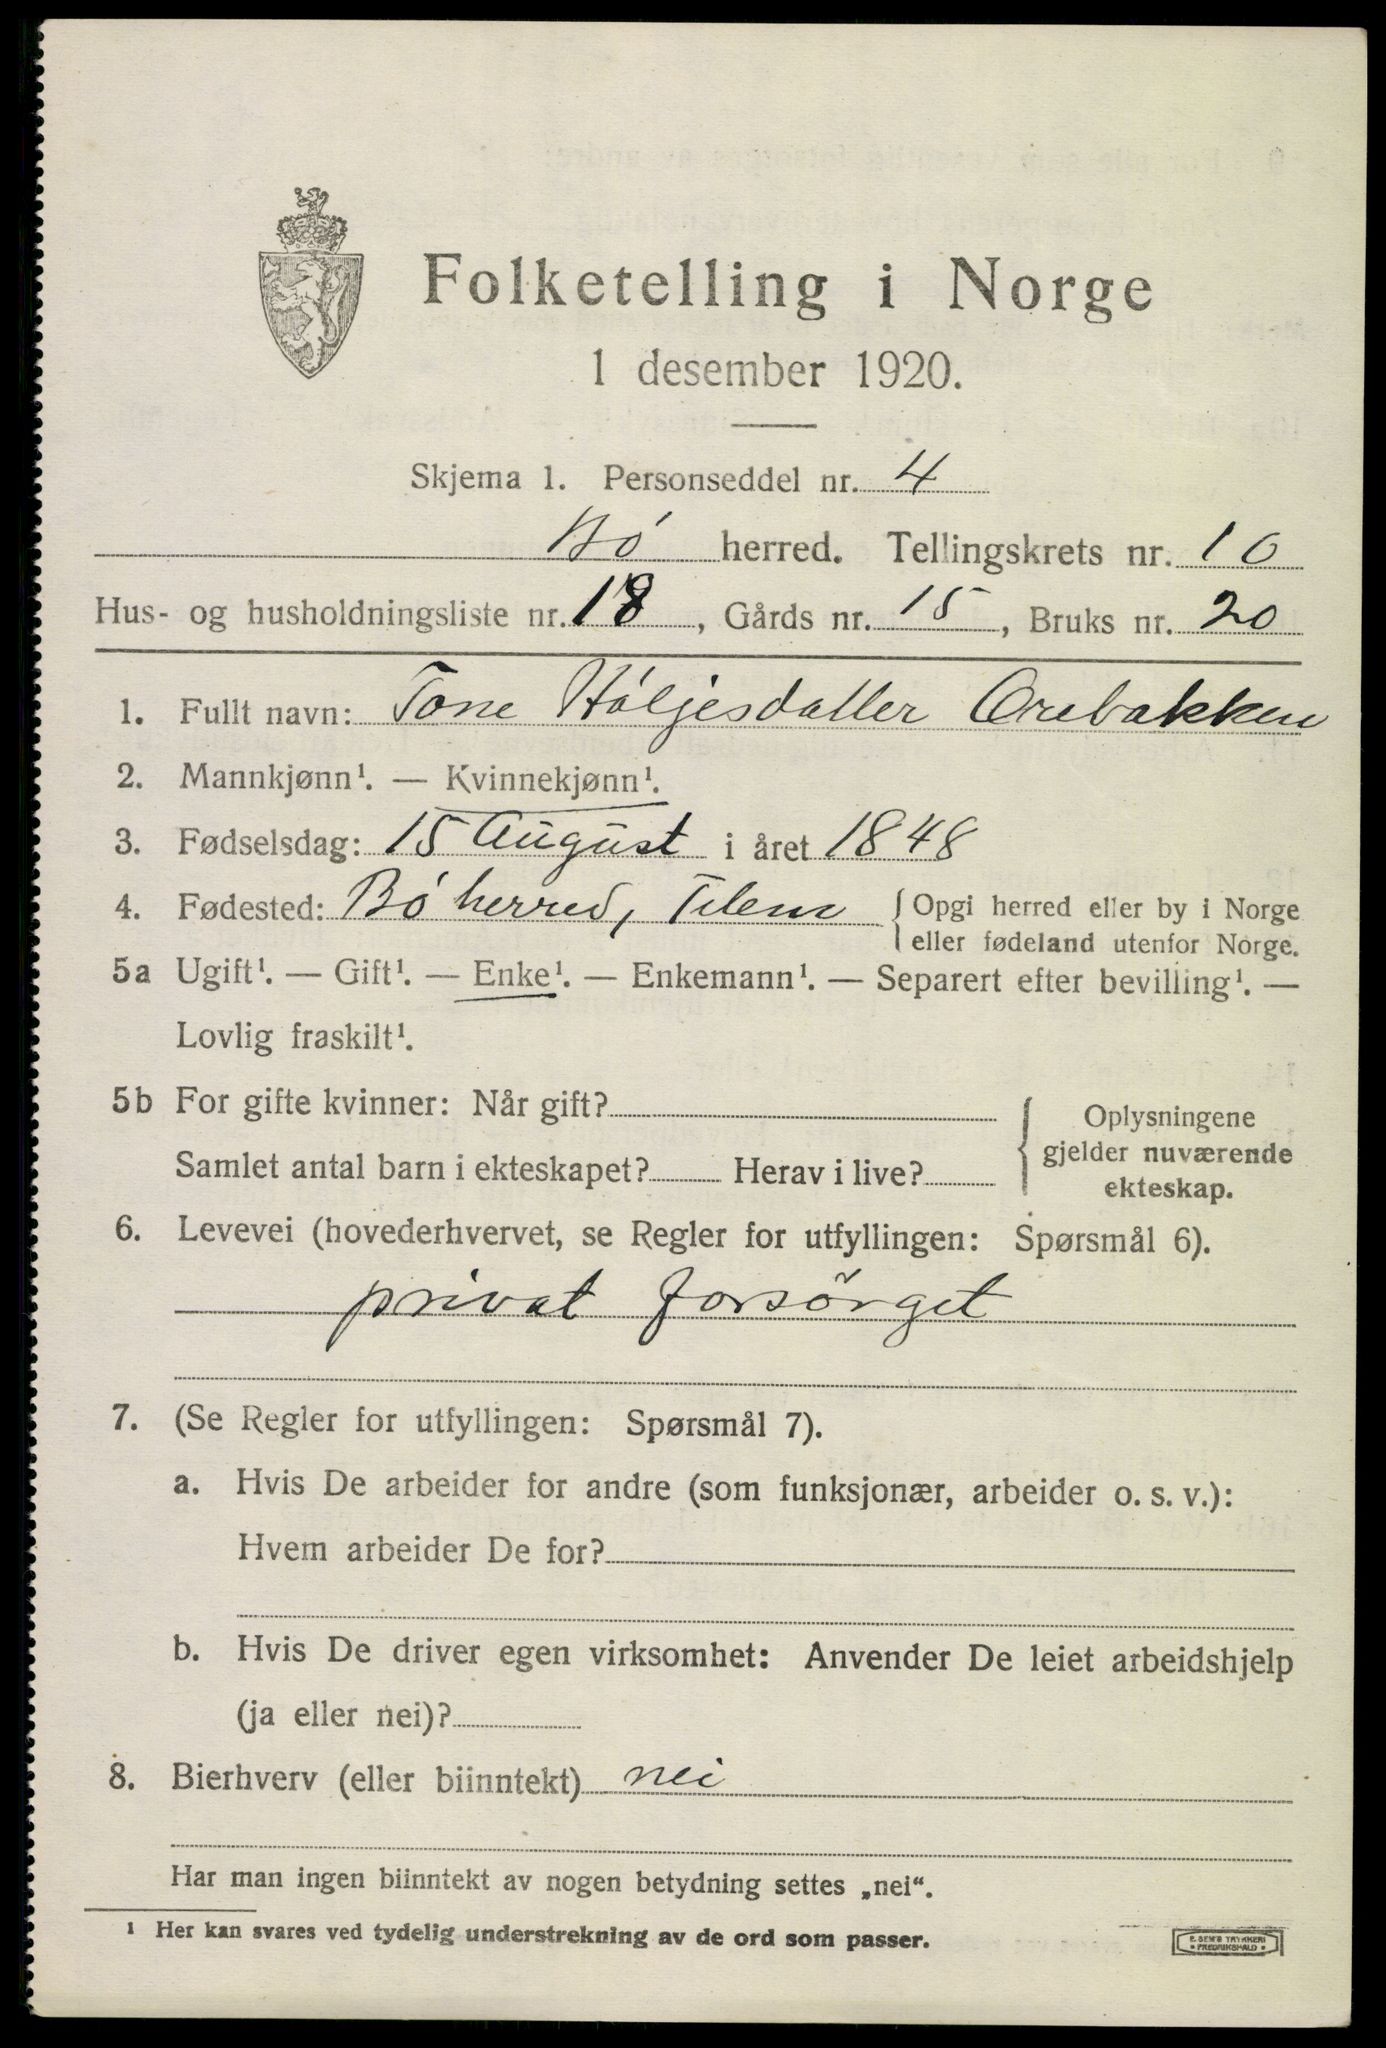 Folketelling i Norge
1 desember 1920.
Skjema 1. Personseddel nr. 4
Bø herred. Tellingskrets nr. 10
Hus- og husholdningsliste nr. 18, Gårds nr. 15, Bruks nr. 20
1. Fullt navn: Tone Høljesdatter Orebakken
2. Mannkjønn¹. — Kvinnekjønn¹.
3. Fødselsdag: 15 August i året 1848
4. Fødested: Bø herred, Telem { Opgi herred eller by i Norge
eller fødeland utenfor Norge.
5a Ugift¹. — Gift¹. — Enke¹. — Enkemann¹. — Separert efter bevilling¹. —
Lovlig fraskilt¹.
5b For gifte kvinner: Når gift?
Samlet antal barn i ekteskapet? Herav i live?
{ Oplysningene
gjelder nuværende
ekteskap.
6. Levevei (hovederhvervet, se Regler for utfyllingen: Spørsmål 6).
privat forsørget
7. (Se Regler for utfyllingen: Spørsmål 7).
a. Hvis De arbeider for andre (som funksjonær, arbeider o. s. v.):
Hvem arbeider De for?
b. Hvis De driver egen virksomhet: Anvender De leiet arbeidshjelp
(ja eller nei)?
8. Bierhverv (eller biinntekt) nei
Har man ingen biinntekt av nogen betydning settes „nei“.
¹ Her kan svares ved tydelig understrekning av de ord som passer.
E. SEM'S TRYKKERI
• FREDRIKSHALD •